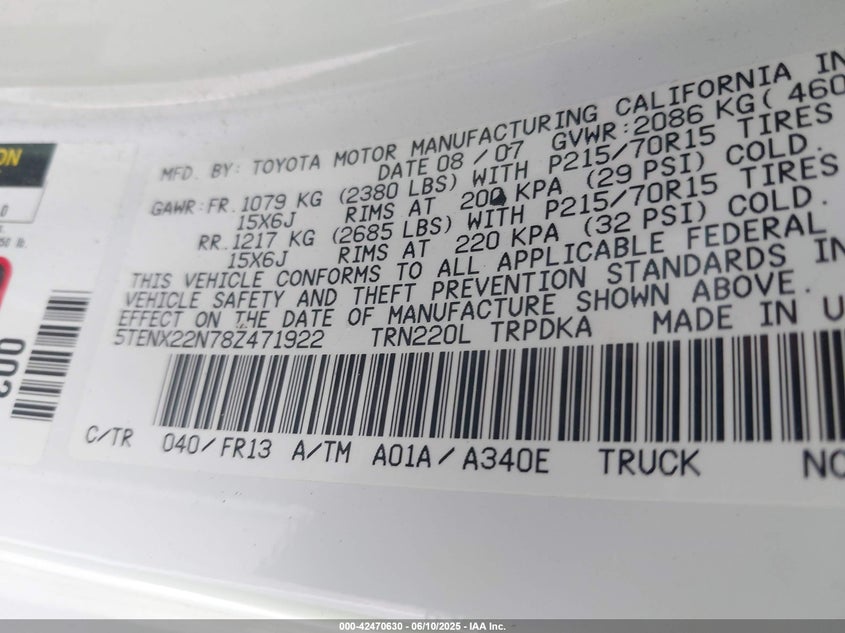 MFD. BY: TOYOTA MOTOR MANUFACTURING CALIFORNIA IN
DATE 08 / 07 GVWR: 2086 KG ( 460
GAWR: FR. 1079 KG (2380 LBS) WITH P215/70R15 TIRES
15X6J RIMS AT 200 KPA (29 PSI) COLD.
RR. 1217 KG (2685 LBS) WITH P215/70R15 TIRES
15X6J RIMS AT 220 KPA (32 PSI) COLD.
THIS VEHICLE CONFORMS TO ALL APPLICABLE FEDERAL
VEHICLE SAFETY AND THEFT PREVENTION STANDARDS IN
EFFECT ON THE DATE OF MANUFACTURE SHOWN ABOVE.
5TENX22N78Z471922 TRN220L TRPDKA MADE IN U
C/TR 040/FR13 A/TM A01A/A340E TRUCK NO
002
000-42470630 - 06/10/2025 - IAA Inc.